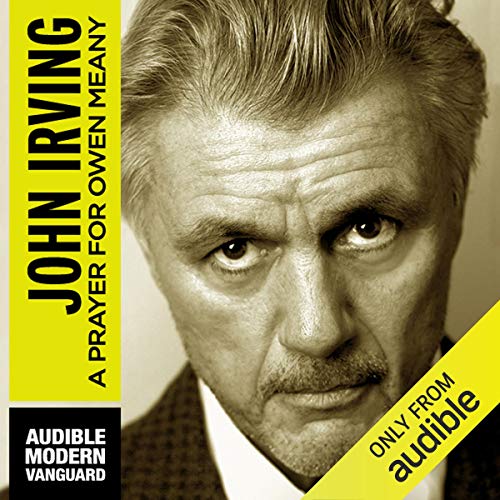 JOHN IRVING
A PRAYER FOR OWEN MEANY
AUDIBLE
MODERN
VANGUARD
ONLY FROM
audible